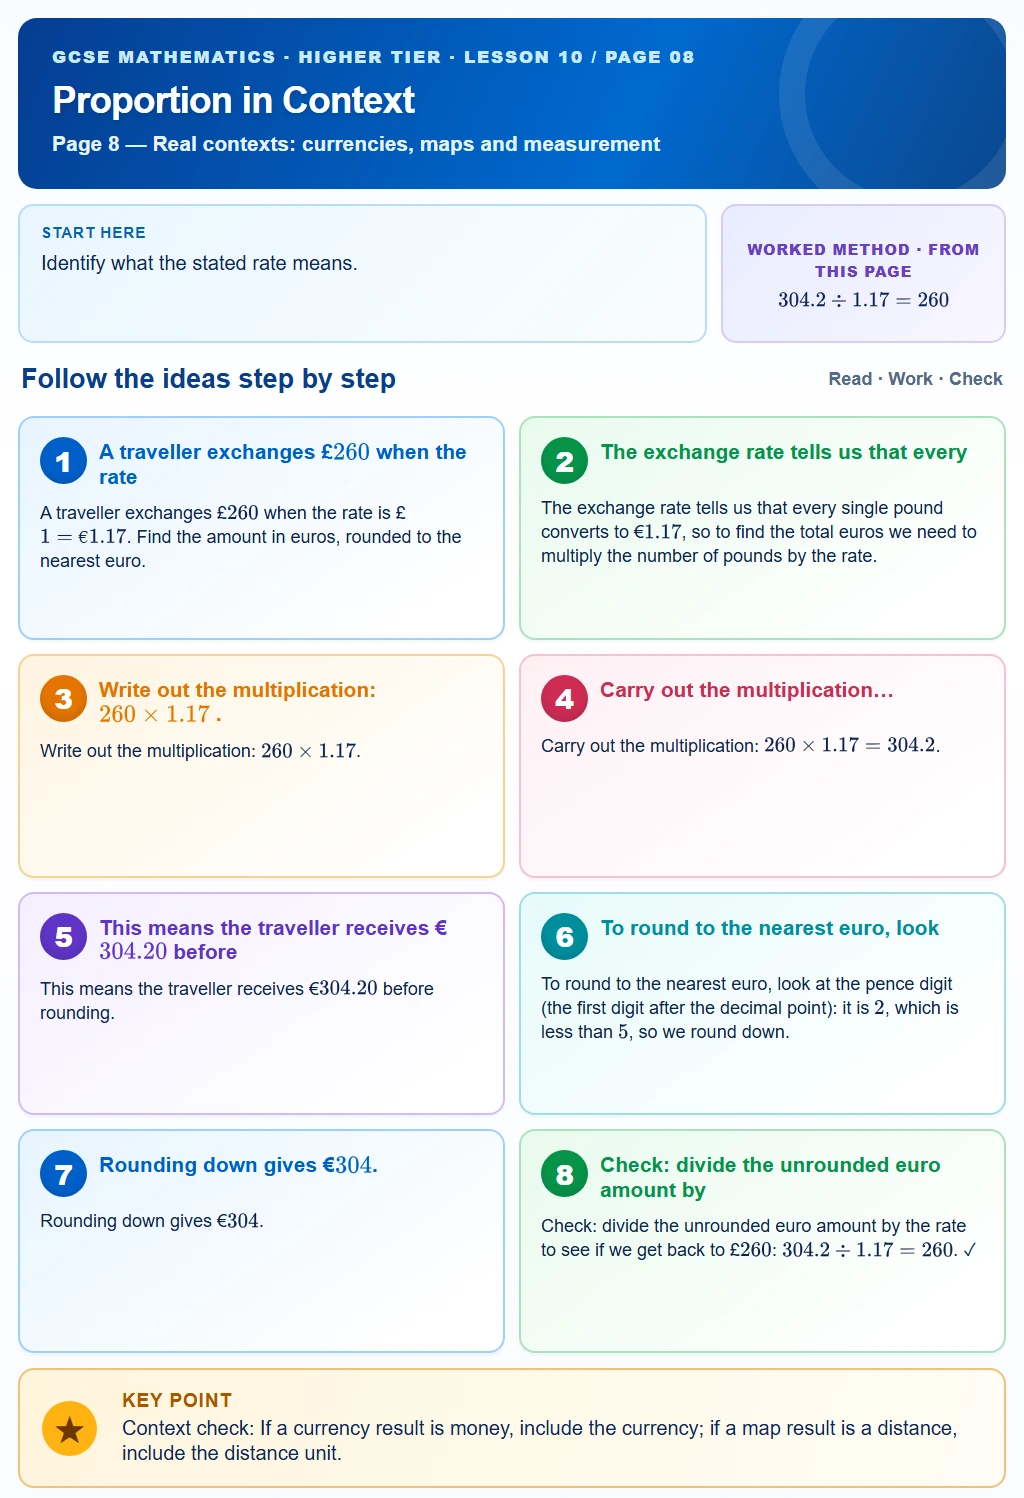 GCSE MATHEMATICS · HIGHER TIER · LESSON 10 / PAGE 08
Proportion in Context
Page 8 — Real contexts: currencies, maps and measurement
START HERE
Identify what the stated rate means.
WORKED METHOD · FROM
THIS PAGE
304.2 ÷ 1.17 = 260
Follow the ideas step by step
Read · Work · Check
1
A traveller exchanges £260 when the
rate
A traveller exchanges £260 when the rate is £
1 = €1.17. Find the amount in euros, rounded to the
nearest euro.
2
The exchange rate tells us that every
The exchange rate tells us that every single pound
converts to €1.17, so to find the total euros we need to
multiply the number of pounds by the rate.
3
Write out the multiplication:
260 × 1.17 .
Write out the multiplication: 260 × 1.17.
4
Carry out the multiplication…
Carry out the multiplication: 260 × 1.17 = 304.2.
5
This means the traveller receives €
304.20 before
This means the traveller receives €304.20 before
rounding.
6
To round to the nearest euro, look
To round to the nearest euro, look at the pence digit
(the first digit after the decimal point): it is 2, which is
less than 5, so we round down.
7
Rounding down gives €304.
Rounding down gives €304.
8
Check: divide the unrounded euro
amount by
Check: divide the unrounded euro amount by the rate
to see if we get back to £260: 304.2 ÷ 1.17 = 260. ✓
KEY POINT
Context check: If a currency result is money, include the currency; if a map result is a distance,
include the distance unit.